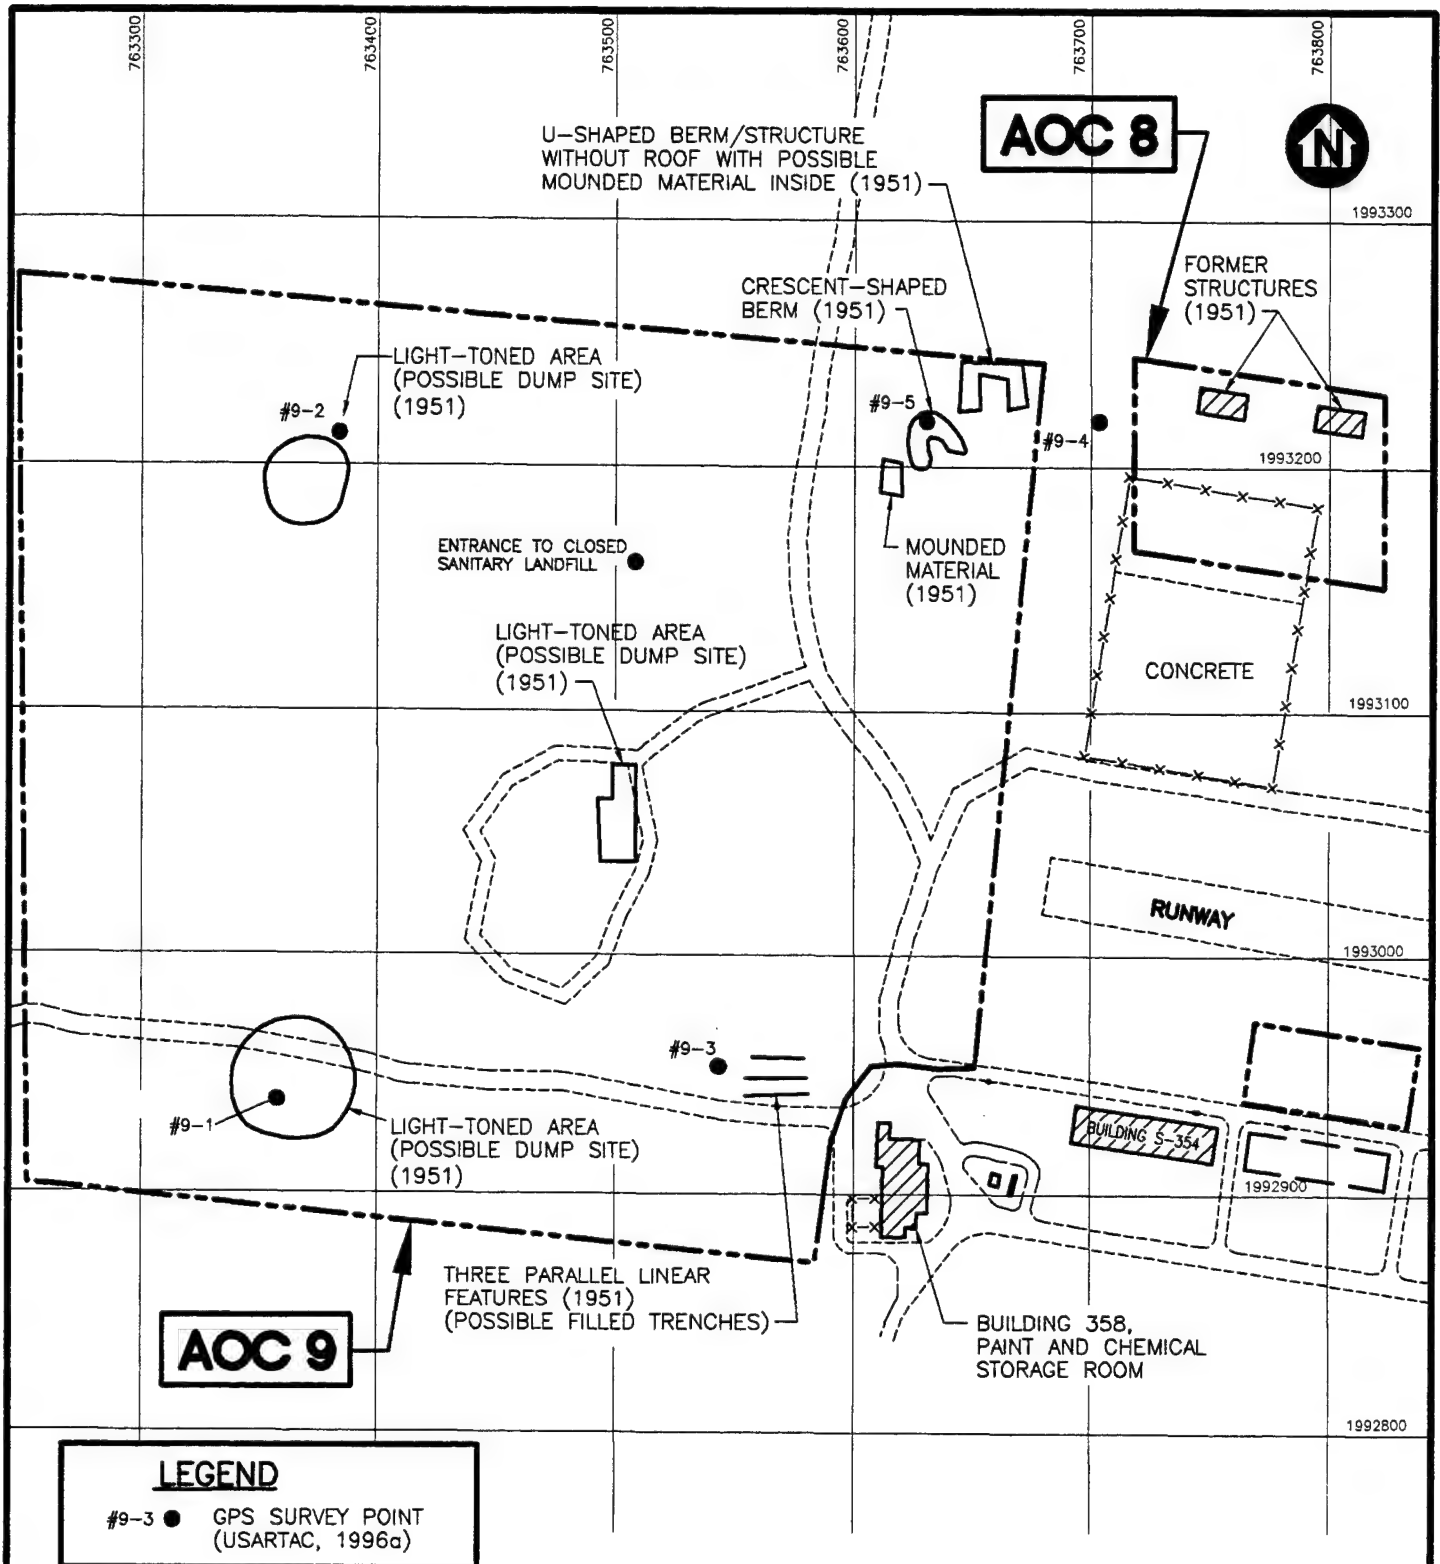 763300
763400
763500
763600
763700
763800
U-SHAPED BERM/STRUCTURE
WITHOUT ROOF WITH POSSIBLE
MOUNDED MATERIAL INSIDE (1951)
AOC 8
N
1993300
CRESCENT-SHAPED
BERM (1951)
FORMER
STRUCTURES
(1951)
LIGHT-TONED AREA
(POSSIBLE DUMP SITE)
(1951)
#9-2
#9-5
#9-4
1993200
ENTRANCE TO CLOSED
SANITARY LANDFILL
MOUNDED
MATERIAL
(1951)
LIGHT-TONED AREA
(POSSIBLE DUMP SITE)
(1951)
CONCRETE
1993100
RUNWAY
1993000
#9-3
#9-1
LIGHT-TONED AREA
(POSSIBLE DUMP SITE)
(1951)
BUILDING S-354
1992900
THREE PARALLEL LINEAR
FEATURES (1951)
(POSSIBLE FILLED TRENCHES)
BUILDING 358,
PAINT AND CHEMICAL
STORAGE ROOM
AOC 9
1992800
LEGEND
#9-3 GPS SURVEY POINT
(USARTAC, 1996a)